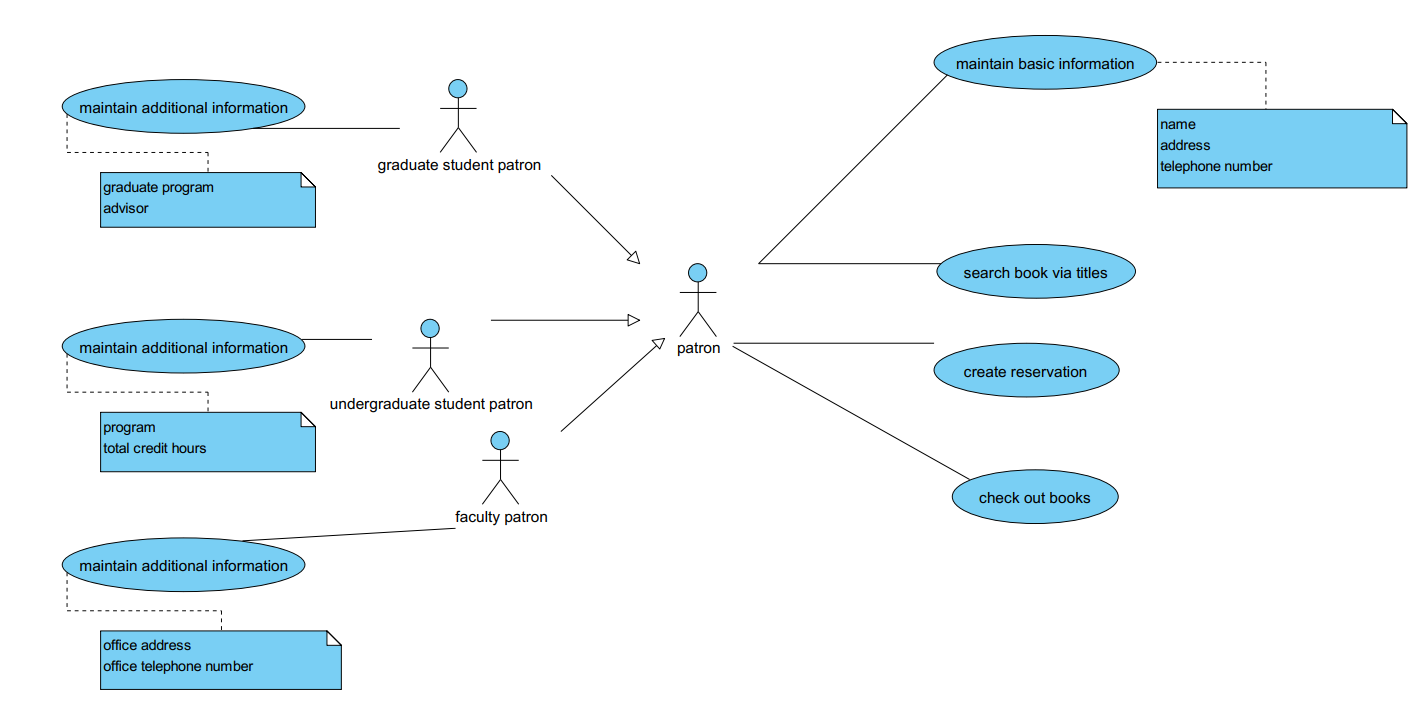 maintain basic information
maintain additional information
name
address
telephone number
graduate student patron
graduate program
advisor
search book via titles
maintain additional information
patron
create reservation
undergraduate student patron
program
total credit hours
check out books
faculty patron
maintain additional information
office address
office telephone number